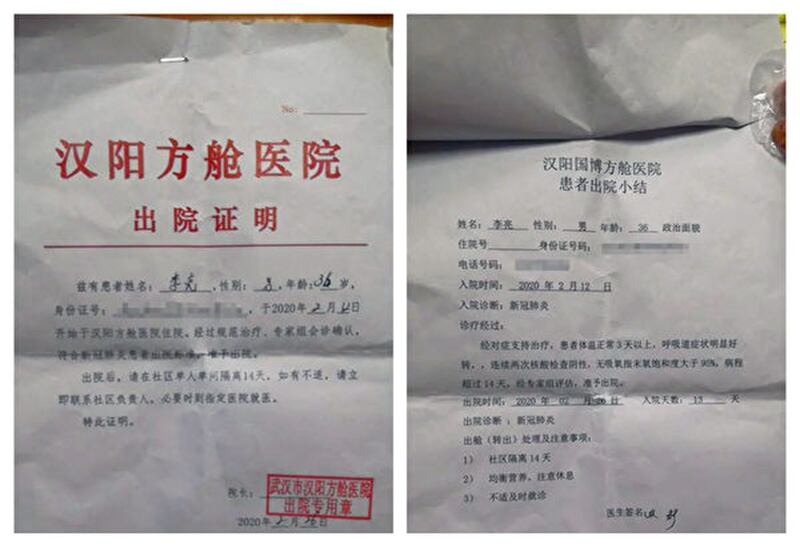 No: ________
汉阳方舱医院
出院证明
兹有患者姓名：李亮，性别：男，年龄：36岁，
身份证号：，于2020年2月12日
开始于汉阳方舱医院住院。经过规范治疗、专家组会诊确认，
符合新冠肺炎患者出院标准，准予出院。
出院后，请在社区单人单间隔离14天，如有不适，请立
即联系社区负责人，必要时到指定医院就医。
特此证明。
院长：
武汉市汉阳方舱医院
出院专用章
2020年2月26日
汉阳国博方舱医院
患者出院小结
姓名：李亮 性别：男 年龄：36 政治面貌
住院号______身份证号码：
电话号码：
入院时间：2020 年 2 月 12 日
入院诊断：新冠肺炎
诊疗经过：
经对症支持治疗，患者体温正常3天以上，呼吸道症状明显好
转，，连续两次核酸检查阴性，无吸氧指末氧饱和度大于95%，病程
超过14天，经专家组评估，准予出院。
出院时间：2020 年 02 月 26 日 入院天数：15 天
出院诊断：新冠肺炎
出舱（转出）处理及注意事项：
1） 社区隔离14天
2） 均衡营养，注意休息
3） 不适及时就诊
医生签名